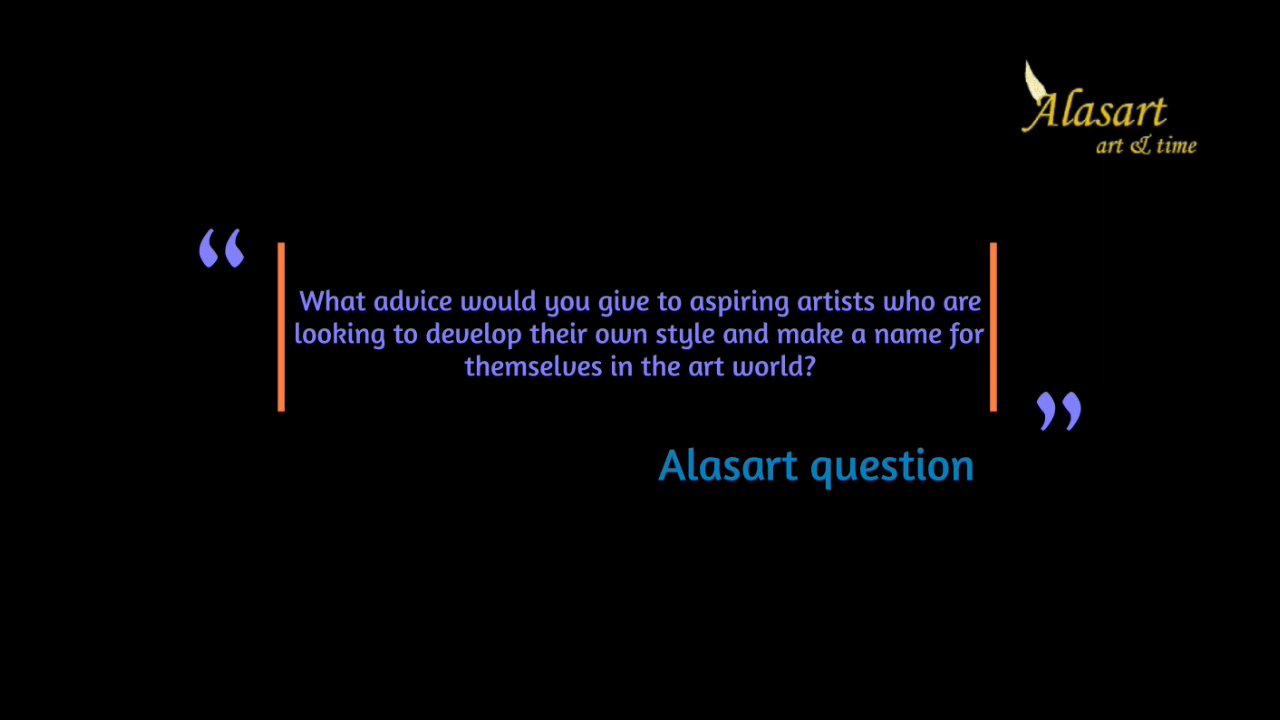 Alasart
art & time
“
What advice would you give to aspiring artists who are
looking to develop their own style and make a name for
themselves in the art world?
”
Alasart question